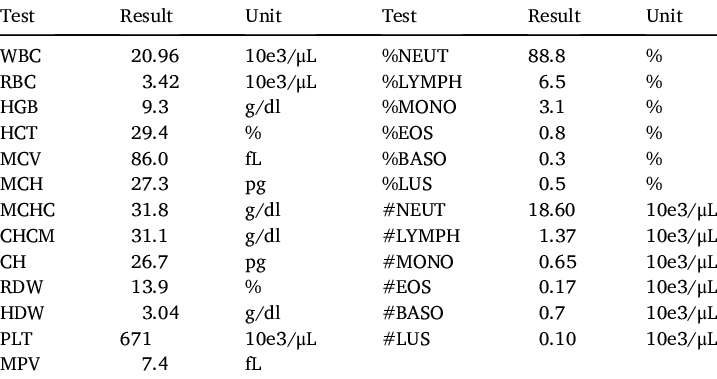 Test Result Unit Test Result Unit
WBC 20.96 10e3/μL %NEUT 88.8 %
RBC 3.42 10e3/μL %LYMPH 6.5 %
HGB 9.3 g/dl %MONO 3.1 %
HCT 29.4 % %EOS 0.8 %
MCV 86.0 fL %BASO 0.3 %
MCH 27.3 pg %LUS 0.5 %
MCHC 31.8 g/dl #NEUT 18.60 10e3/μL
CHCM 31.1 g/dl #LYMPH 1.37 10e3/μL
CH 26.7 pg #MONO 0.65 10e3/μL
RDW 13.9 % #EOS 0.17 10e3/μL
HDW 3.04 g/dl #BASO 0.7 10e3/μL
PLT 671 10e3/μL #LUS 0.10 10e3/μL
MPV 7.4 fL